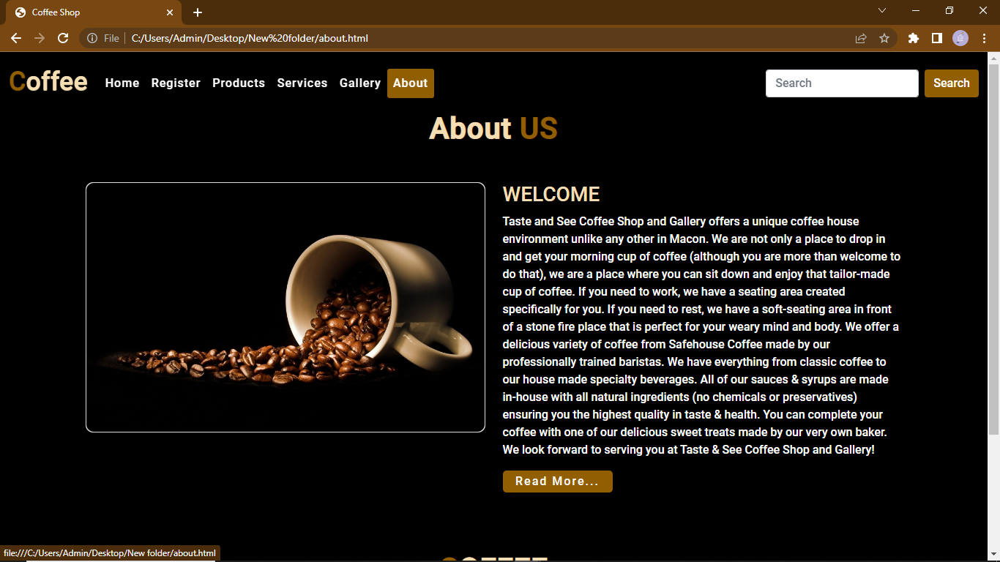 Coffee Shop
File C:/Users/Admin/Desktop/New%20folder/about.html
Coffee Home Register Products Services Gallery About Search Search
About US
WELCOME
Taste and See Coffee Shop and Gallery offers a unique coffee house
environment unlike any other in Macon. We are not only a place to drop in
and get your morning cup of coffee (although you are more than welcome to
do that), we are a place where you can sit down and enjoy that tailor-made
cup of coffee. If you need to work, we have a seating area created
specifically for you. If you need to rest, we have a soft-seating area in front
of a stone fire place that is perfect for your weary mind and body. We offer a
delicious variety of coffee from Safehouse Coffee made by our
professionally trained baristas. We have everything from classic coffee to
our house made specialty beverages. All of our sauces & syrups are made
in-house with all natural ingredients (no chemicals or preservatives)
ensuring you the highest quality in taste & health. You can complete your
coffee with one of our delicious sweet treats made by our very own baker.
We look forward to serving you at Taste & See Coffee Shop and Gallery!
Read More...
file:///C:/Users/Admin/Desktop/New folder/about.html